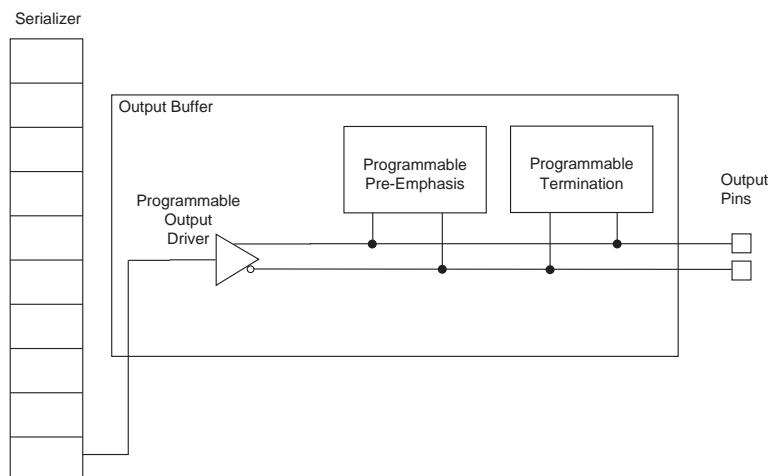 Serializer
Output Buffer
Programmable
Pre-Emphasis
Programmable
Termination
Output
Pins
Programmable
Output
Driver